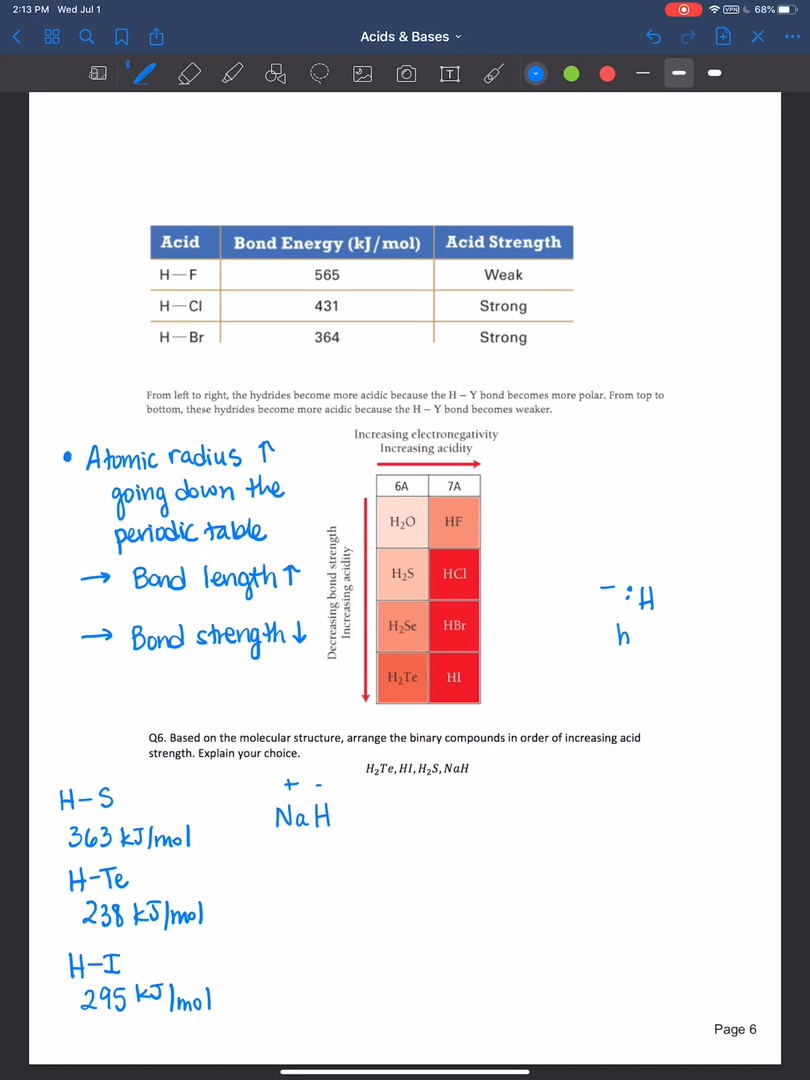 2:13 PM Wed Jul 1
VPN
68%
Acids & Bases
T
Acid Bond Energy (kJ/mol) Acid Strength
H—F 565 Weak
H—Cl 431 Strong
H—Br 364 Strong
From left to right, the hydrides become more acidic because the H – Y bond becomes more polar. From top to
bottom, these hydrides become more acidic because the H – Y bond becomes weaker.
Increasing electronegativity
Increasing acidity
6A 7A
H₂O HF
H₂S HCl
H₂Se HBr
H₂Te HI
Decreasing bond strength
Increasing acidity
• Atomic radius ↑
going down the
periodic table
→ Bond length ↑
→ Bond strength ↓
⁻:H
h
Q6. Based on the molecular structure, arrange the binary compounds in order of increasing acid
strength. Explain your choice.
H₂Te, HI, H₂S, NaH
H–S
363 kJ/mol
H–Te
238 kJ/mol
H–I
295 kJ/mol
+ -
NaH
Page 6